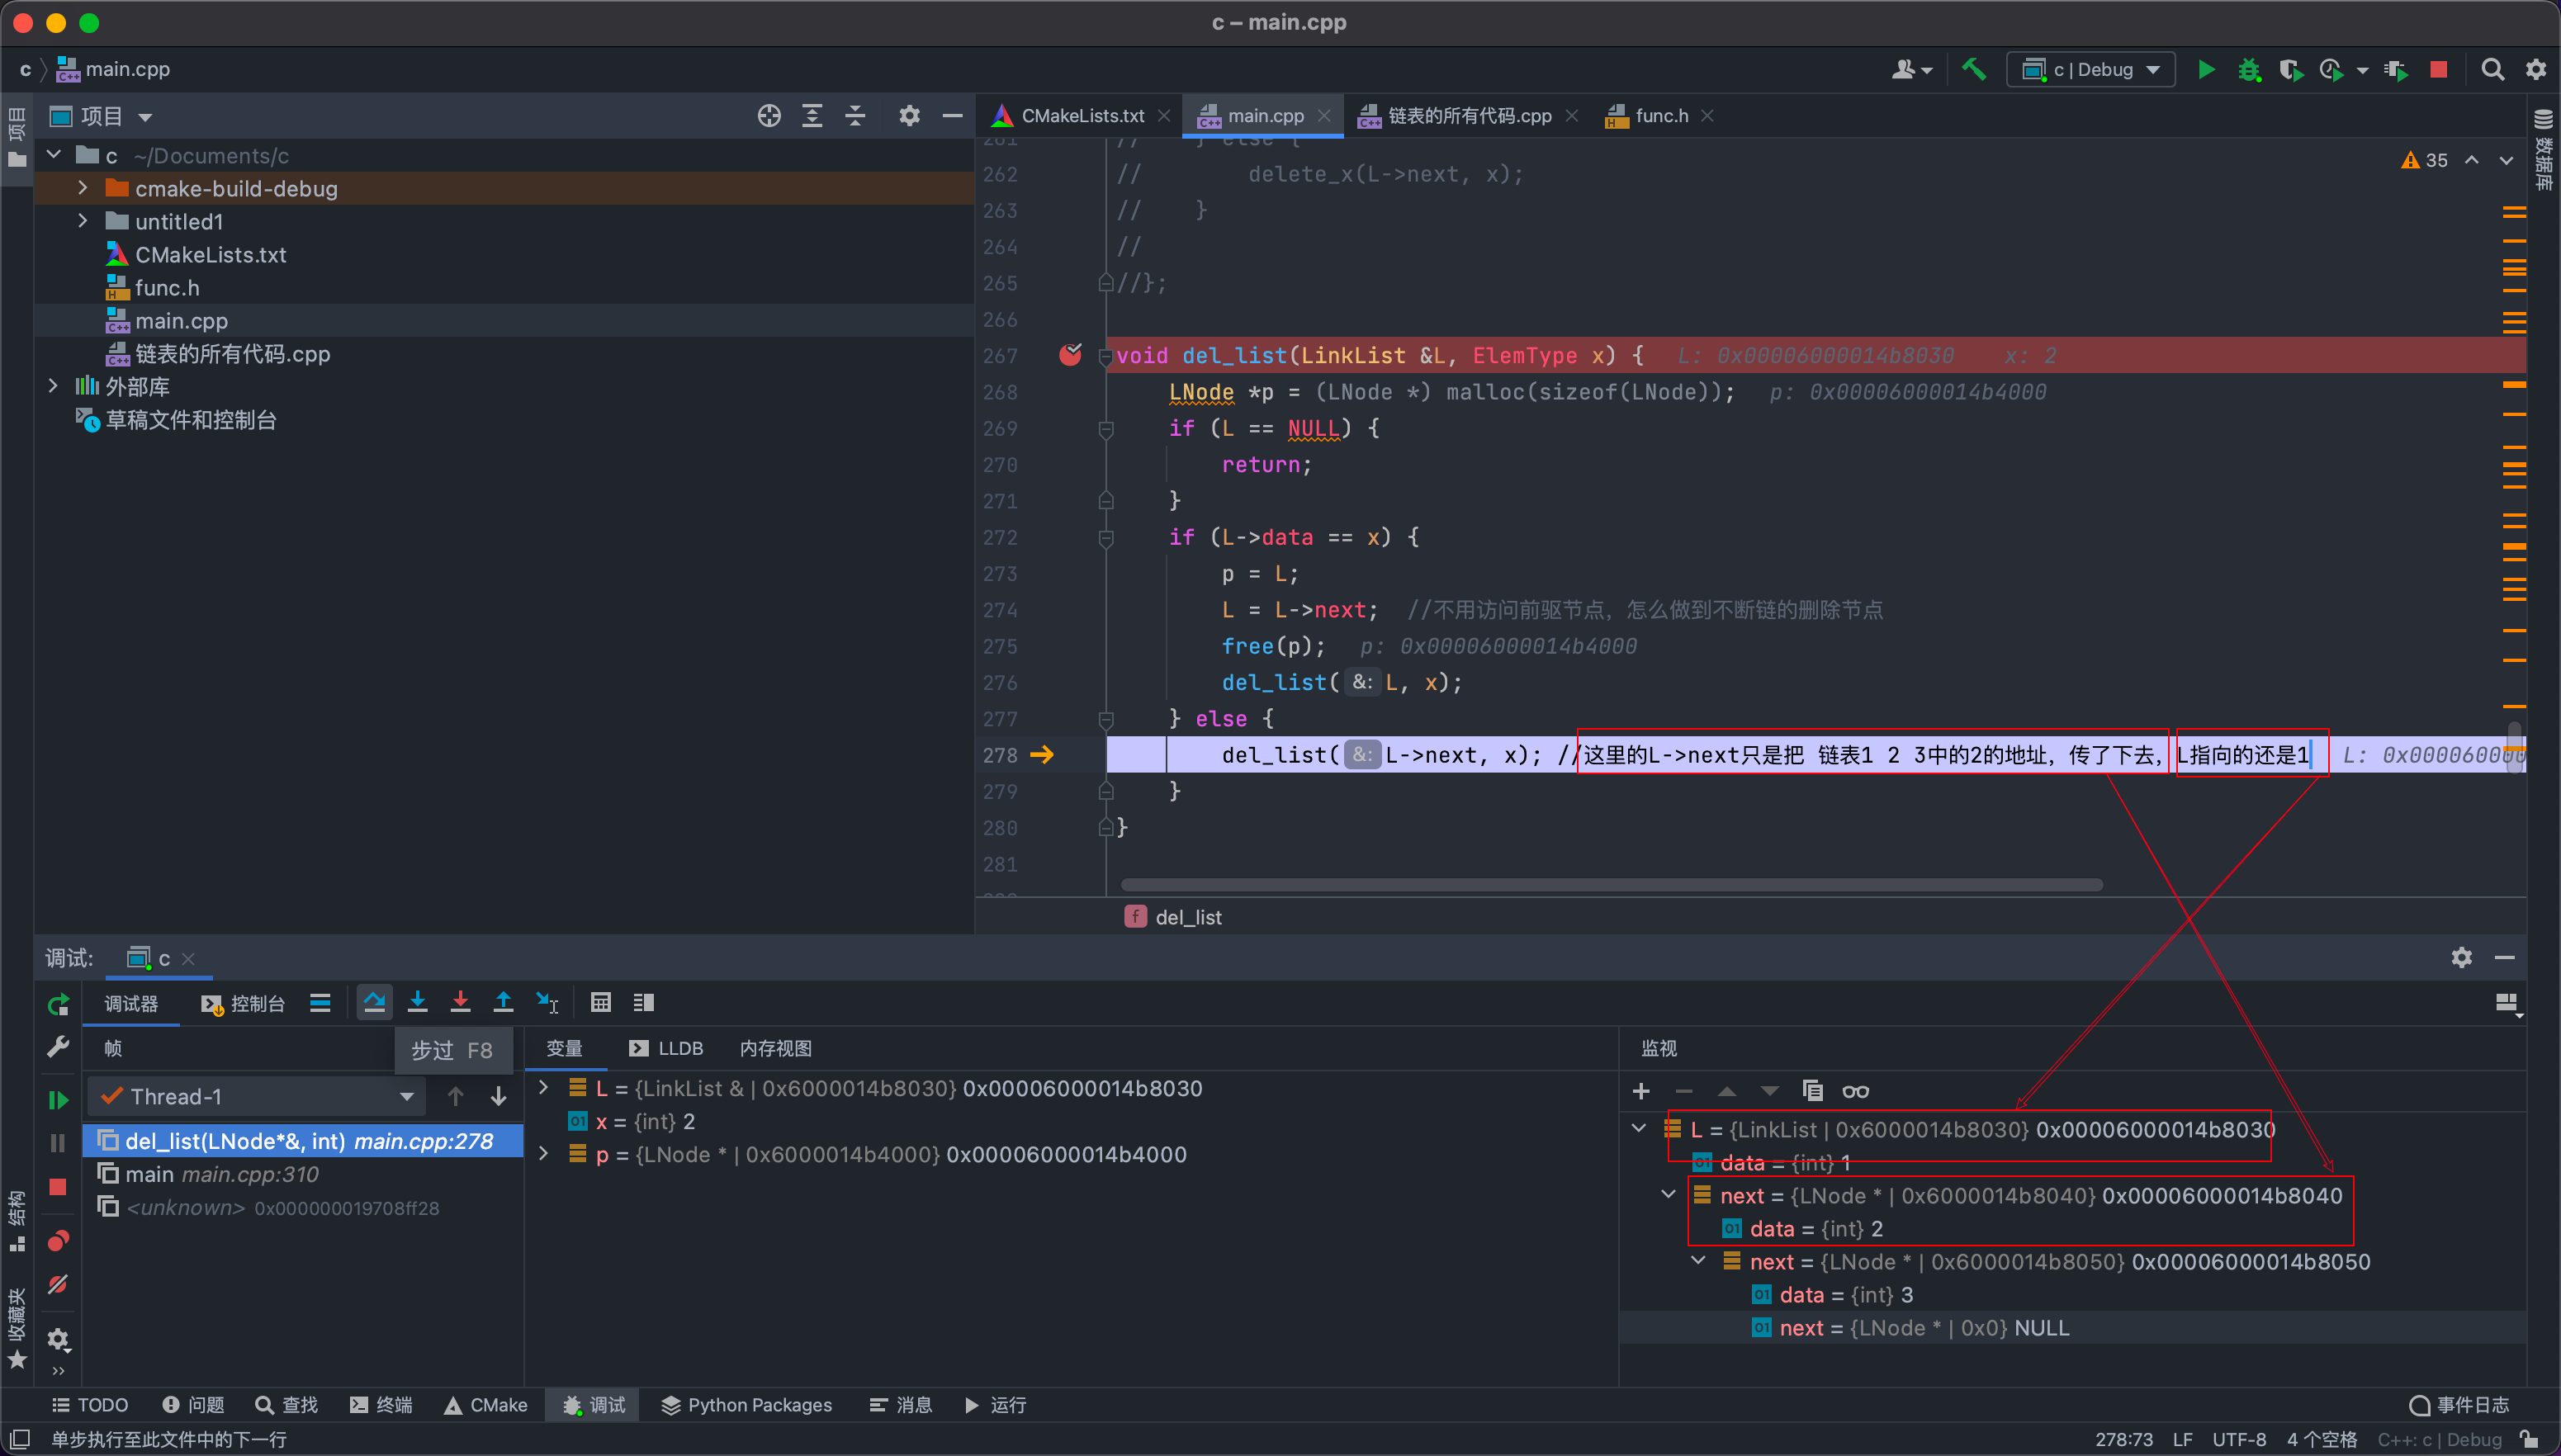 c – main.cpp
c main.cpp
c | Debug
项目
项目
CMakeLists.txt
main.cpp
链表的所有代码.cpp
func.h
数据库
c ~/Documents/c
cmake-build-debug
untitled1
CMakeLists.txt
func.h
main.cpp
链表的所有代码.cpp
外部库
草稿文件和控制台
35
261 // } else {
262 // delete_x(L->next, x);
263 // }
264 //
265 //};
266
267 void del_list(LinkList &L, ElemType x) { L: 0x00006000014b8030 x: 2
268 LNode *p = (LNode *) malloc(sizeof(LNode)); p: 0x00006000014b4000
269 if (L == NULL) {
270 return;
271 }
272 if (L->data == x) {
273 p = L;
274 L = L->next; //不用访问前驱节点，怎么做到不断链的删除节点
275 free(p); p: 0x00006000014b4000
276 del_list( &: L, x);
277 } else {
278 del_list( &: L->next, x); //这里的L->next只是把 链表1 2 3中的2的地址，传了下去，L指向的还是1 L: 0x00006000
279 }
280 }
281
f del_list
调试: c
调试器 控制台
帧
步过 F8
变量 LLDB 内存视图
监视
Thread-1
del_list(LNode*&, int) main.cpp:278
main main.cpp:310
<unknown> 0x000000019708ff28
L = {LinkList & | 0x6000014b8030} 0x00006000014b8030
x = {int} 2
p = {LNode * | 0x6000014b4000} 0x00006000014b4000
L = {LinkList | 0x6000014b8030} 0x00006000014b8030
data = {int} 1
next = {LNode * | 0x6000014b8040} 0x00006000014b8040
data = {int} 2
next = {LNode * | 0x6000014b8050} 0x00006000014b8050
data = {int} 3
next = {LNode * | 0x0} NULL
结构
收藏夹
TODO 问题 查找 终端 CMake 调试 Python Packages 消息 运行 事件日志
单步执行至此文件中的下一行 278:73 LF UTF-8 4 个空格 C++: c | Debug